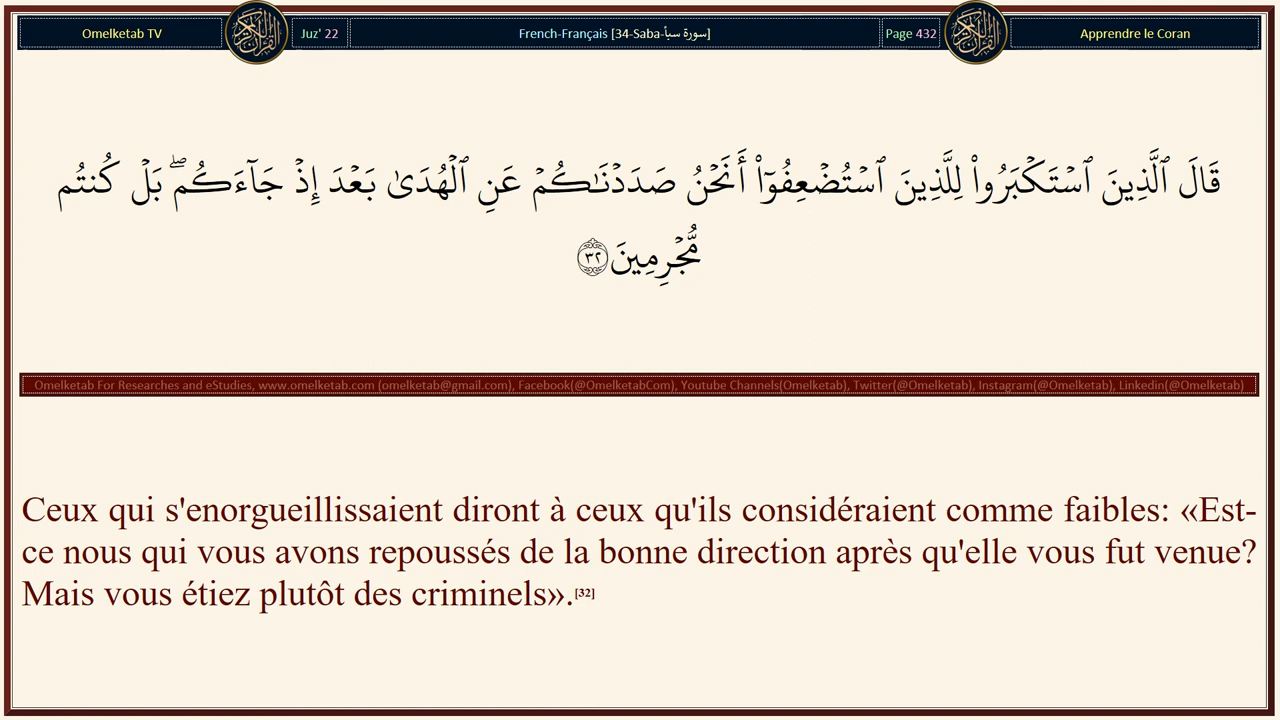 Omelketab TV
Juz' 22
French-Français [34-Saba-سورة سبأ]
Page 432
Apprendre le Coran
قَالَ ٱلَّذِينَ ٱسۡتَكۡبَرُواْ لِلَّذِينَ ٱسۡتُضۡعِفُوٓاْ أَنَحۡنُ صَدَدۡنَٰكُمۡ عَنِ ٱلۡهُدَىٰ بَعۡدَ إِذۡ جَآءَكُمۖ بَلۡ كُنتُم
مُّجۡرِمِينَ ٣٢
Omelketab For Researches and eStudies, www.omelketab.com (omelketab@gmail.com), Facebook(@OmelketabCom), Youtube Channels(Omelketab), Twitter(@Omelketab), Instagram(@Omelketab), Linkedin(@Omelketab)
Ceux qui s'enorgueillissaient diront à ceux qu'ils considéraient comme faibles: «Est-
ce nous qui vous avons repoussés de la bonne direction après qu'elle vous fut venue?
Mais vous étiez plutôt des criminels».[32]